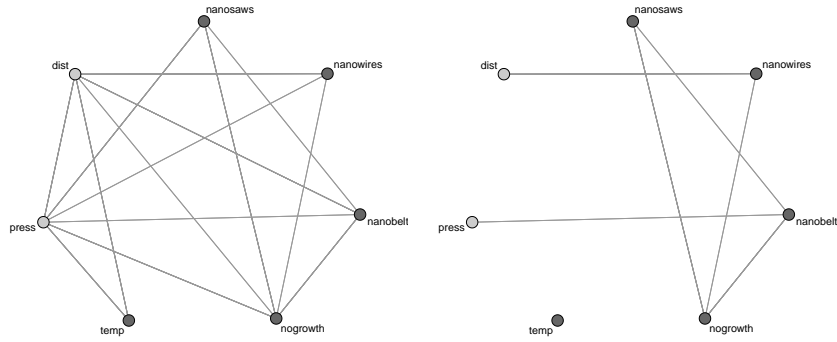 nanosaws
dist
nanowires
press
nanobelt
temp
nogrowth
nanosaws
dist
nanowires
press
nanobelt
temp
nogrowth